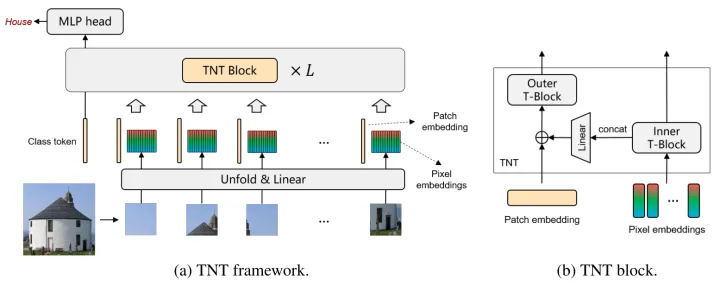 House
MLP head
TNT Block
× L
Class token
...
Patch
embedding
Unfold & Linear
Pixel
embeddings
...
(a) TNT framework.
Outer
T-Block
Linear
concat
Inner
T-Block
TNT
Patch embedding
...
Pixel embeddings
(b) TNT block.